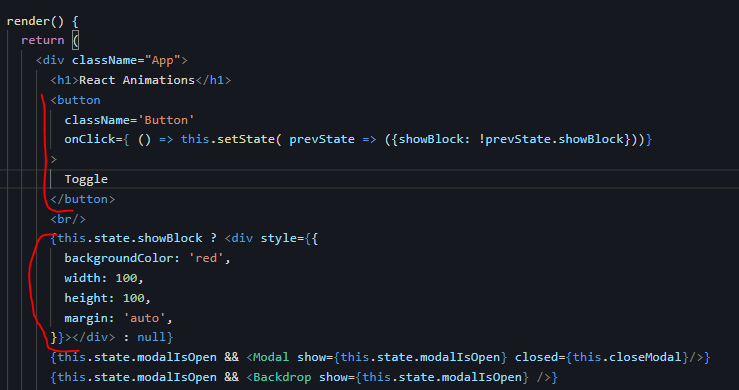 render() {
return (
<div className="App">
<h1>React Animations</h1>
<button
className='Button'
onClick={ () => this.setState( prevState => ({showBlock: !prevState.showBlock}))}
>
Toggle
</button>
<br/>
{this.state.showBlock ? <div style={{
backgroundColor: 'red',
width: 100,
height: 100,
margin: 'auto',
}}></div> : null}
{this.state.modalIsOpen && <Modal show={this.state.modalIsOpen} closed={this.closeModal}/>}
{this.state.modalIsOpen && <Backdrop show={this.state.modalIsOpen} />}